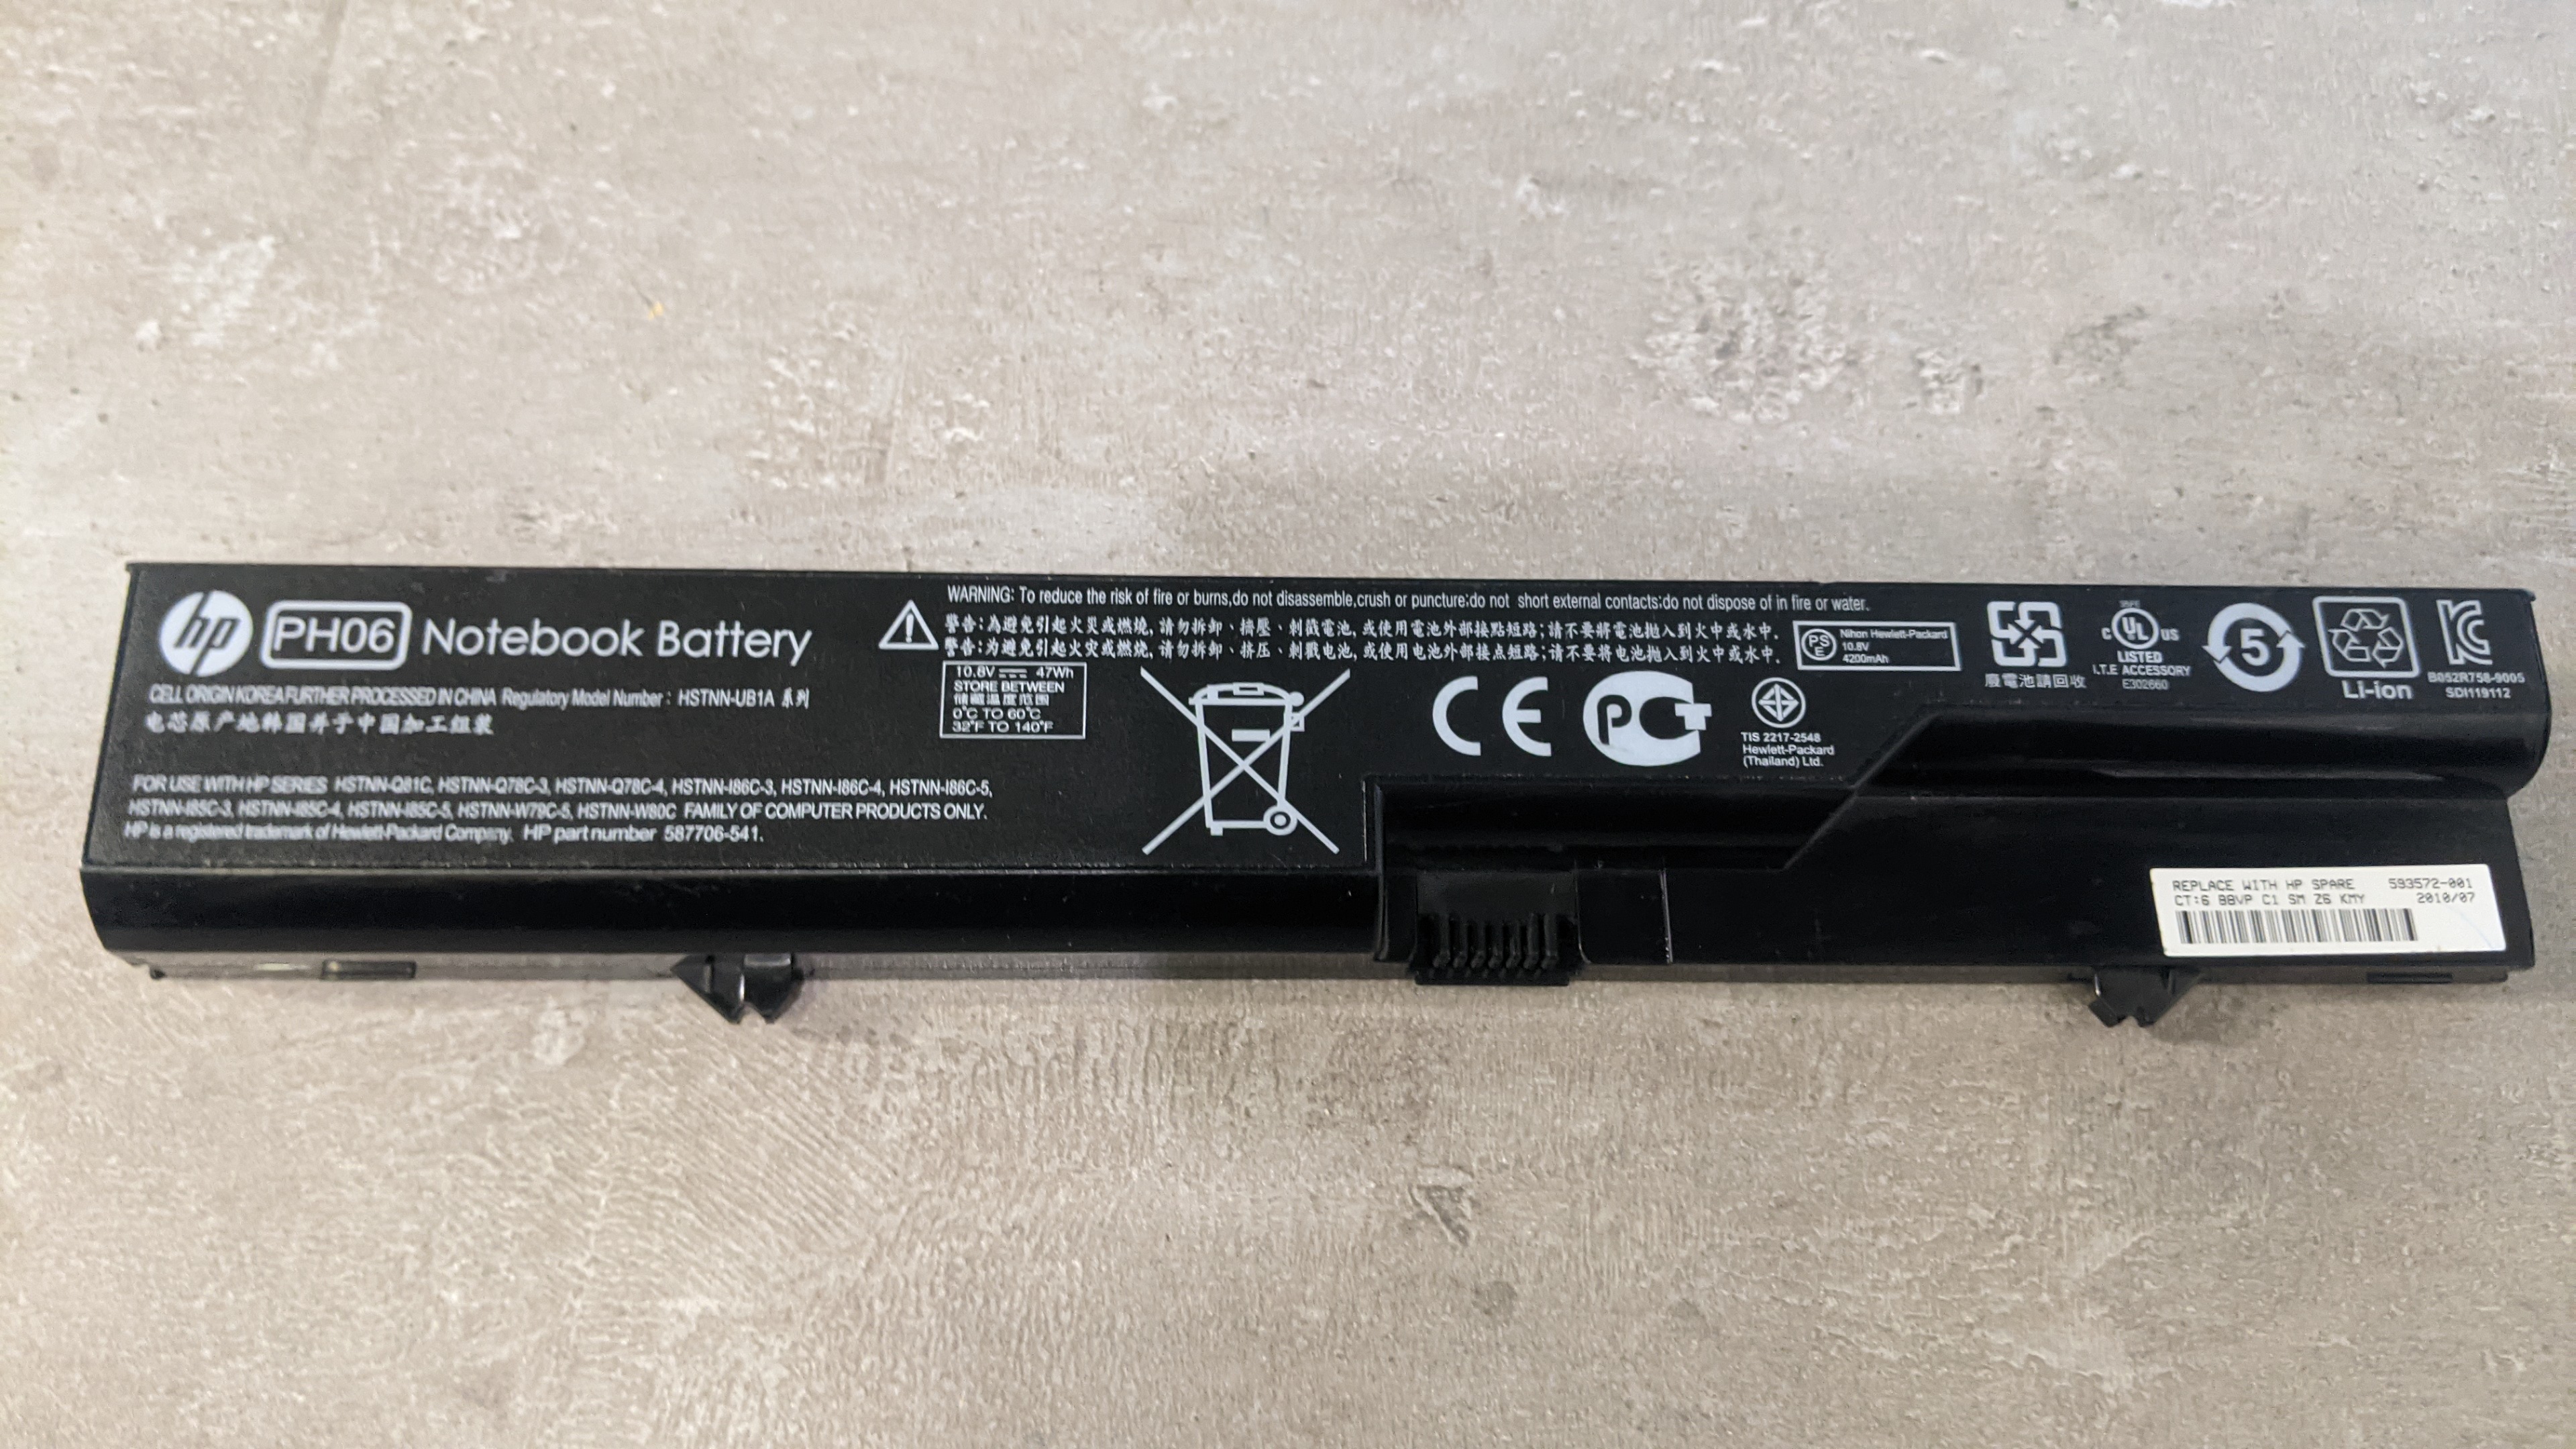 hp PH06 Notebook Battery
CELL ORIGIN KOREA FURTHER PROCESSED IN CHINA Regulatory Model Number : HSTNN-UB1A 系列
电芯原产地韩国并于中国加工组装
FOR USE WITH HP SERIES HSTNN-Q81C, HSTNN-Q78C-3, HSTNN-Q78C-4, HSTNN-I86C-3, HSTNN-I86C-4, HSTNN-I86C-5,
HSTNN-I85C-3, HSTNN-I85C-4, HSTNN-I85C-5, HSTNN-W79C-5, HSTNN-W80C FAMILY OF COMPUTER PRODUCTS ONLY.
HP is a registered trademark of Hewlett-Packard Company. HP part number 587706-541.
WARNING: To reduce the risk of fire or burns,do not disassemble,crush or puncture;do not short external contacts;do not dispose of in fire or water.
警告:為避免引起火災或燃燒, 請勿拆卸、擠壓、刺戳電池, 或使用電池外部接點短路;請不要將電池拋入到火中或水中.
警告:为避免引起火灾或燃烧, 请勿拆卸、挤压、刺戳电池, 或使用电池外部接点短路;请不要将电池抛入到火中或水中.
10.8V 47Wh
STORE BETWEEN
储藏温度范围
0°C TO 60°C
32°F TO 140°F
CE
TIS 2217-2548
Hewlett-Packard
(Thailand) Ltd.
PS
E
Nihon Hewlett-Packard
10.8V
4200mAh
廢電池請回收
c UL US
LISTED
I.T.E ACCESSORY
E302660
5
Li-ion
B052R758-9005
SDI119112
REPLACE WITH HP SPARE 593572-001
CT:6 BBVP C1 SM Z6 KMY 2010/07